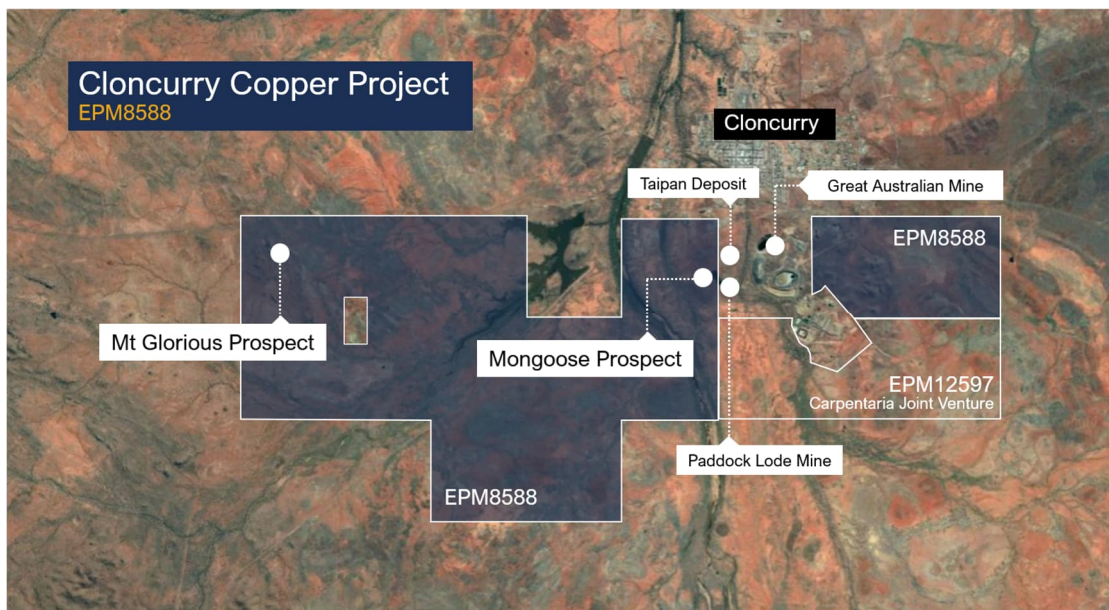 Cloncurry Copper Project
EPM8588
Cloncurry
Taipan Deposit
Great Australian Mine
EPM8588
Mt Glorious Prospect
Mongoose Prospect
EPM12597
Carpentaria Joint Venture
Paddock Lode Mine
EPM8588